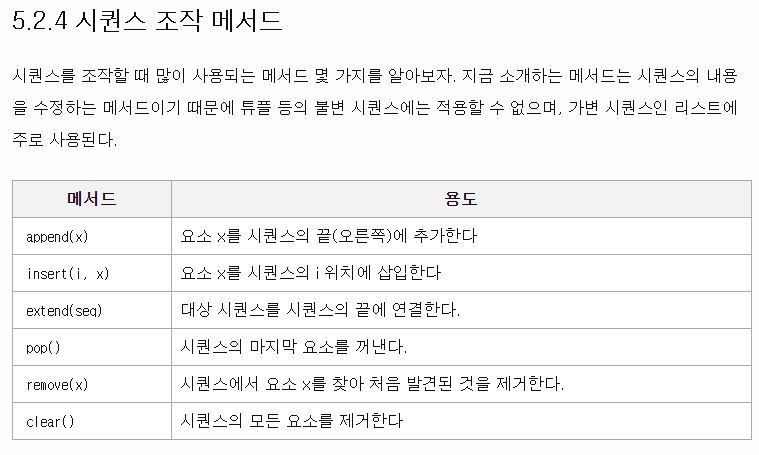 5.2.4 시퀀스 조작 메서드
시퀀스를 조작할 때 많이 사용되는 메서드 몇 가지를 알아보자. 지금 소개하는 메서드는 시퀀스의 내용
을 수정하는 메서드이기 때문에 튜플 등의 불변 시퀀스에는 적용할 수 없으며, 가변 시퀀스인 리스트에
주로 사용된다.
메서드 용도
append(x) 요소 x를 시퀀스의 끝(오른쪽)에 추가한다
insert(i, x) 요소 x를 시퀀스의 i 위치에 삽입한다
extend(seq) 대상 시퀀스를 시퀀스의 끝에 연결한다.
pop() 시퀀스의 마지막 요소를 꺼낸다.
remove(x) 시퀀스에서 요소 x를 찾아 처음 발견된 것을 제거한다.
clear() 시퀀스의 모든 요소를 제거한다